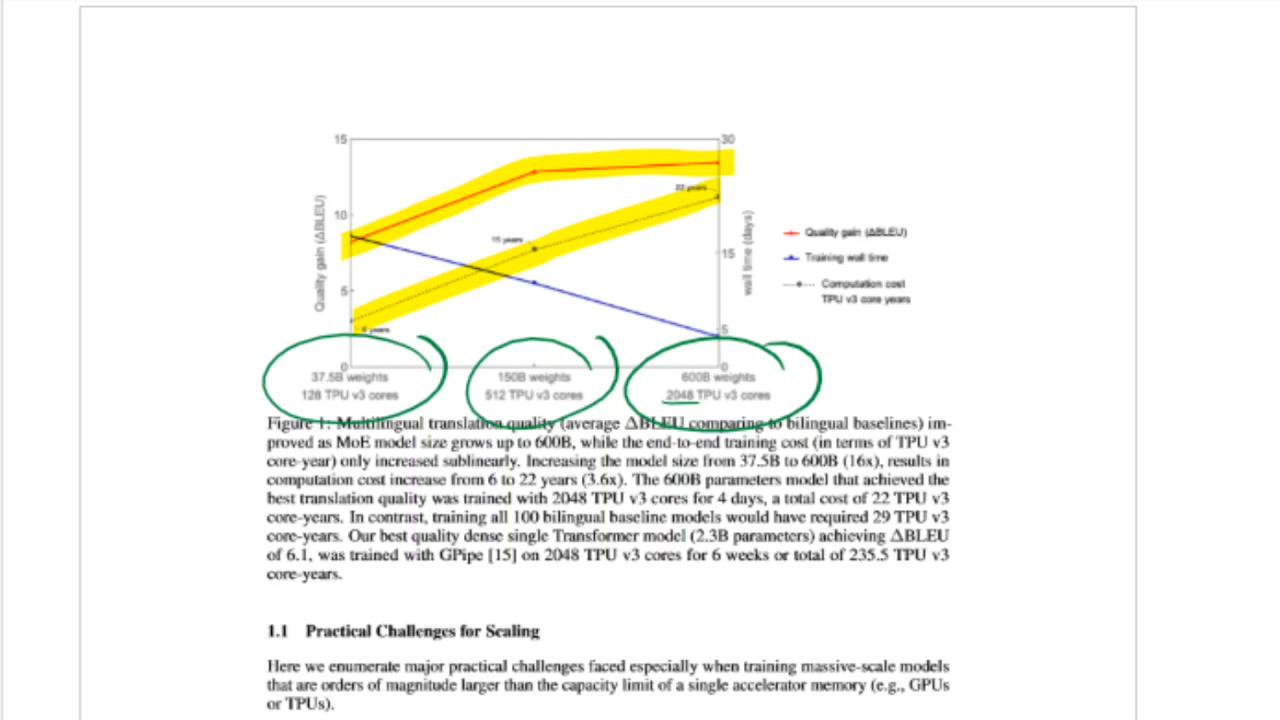 15
30
22 years
10
Quality gain (ΔBLEU)
15 years
15
wall time (days)
Quality gain (ΔBLEU)
Training wall time
Computation cost
TPU v3 core years
5
5
6 years
0
0
37.5B weights
150B weights
600B weights
128 TPU v3 cores
512 TPU v3 cores
2048 TPU v3 cores
Figure 1: Multilingual translation quality (average ΔBLEU comparing to bilingual baselines) im-
proved as MoE model size grows up to 600B, while the end-to-end training cost (in terms of TPU v3
core-year) only increased sublinearly. Increasing the model size from 37.5B to 600B (16x), results in
computation cost increase from 6 to 22 years (3.6x). The 600B parameters model that achieved the
best translation quality was trained with 2048 TPU v3 cores for 4 days, a total cost of 22 TPU v3
core-years. In contrast, training all 100 bilingual baseline models would have required 29 TPU v3
core-years. Our best quality dense single Transformer model (2.3B parameters) achieving ΔBLEU
of 6.1, was trained with GPipe [15] on 2048 TPU v3 cores for 6 weeks or total of 235.5 TPU v3
core-years.
1.1 Practical Challenges for Scaling
Here we enumerate major practical challenges faced especially when training massive-scale models
that are orders of magnitude larger than the capacity limit of a single accelerator memory (e.g., GPUs
or TPUs).